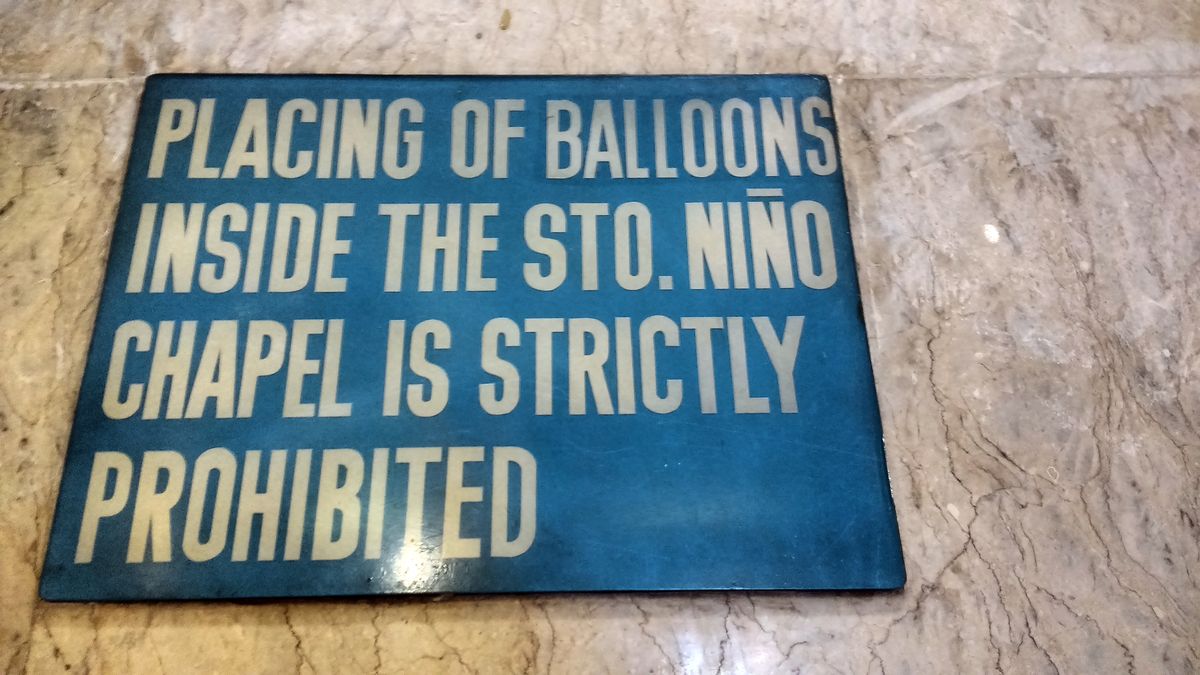 PLACING OF BALLOONS
INSIDE THE STO. NIÑO
CHAPEL IS STRICTLY
PROHIBITED